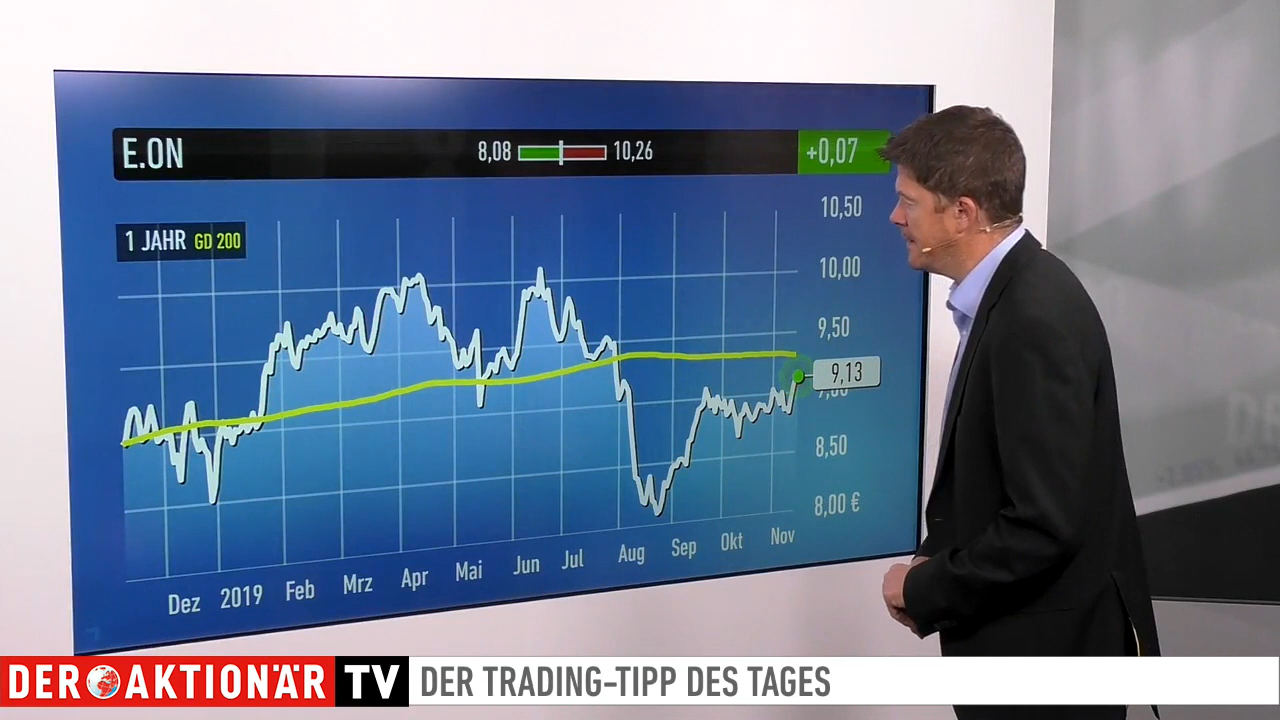 E.ON 8,08 10,26 +0,07
1 JAHR GD 200
10,50
10,00
9,50
9,13
8,50
8,00 €
Dez 2019 Feb Mrz Apr Mai Jun Jul Aug Sep Okt Nov
DER AKTIONÄR TV DER TRADING-TIPP DES TAGES